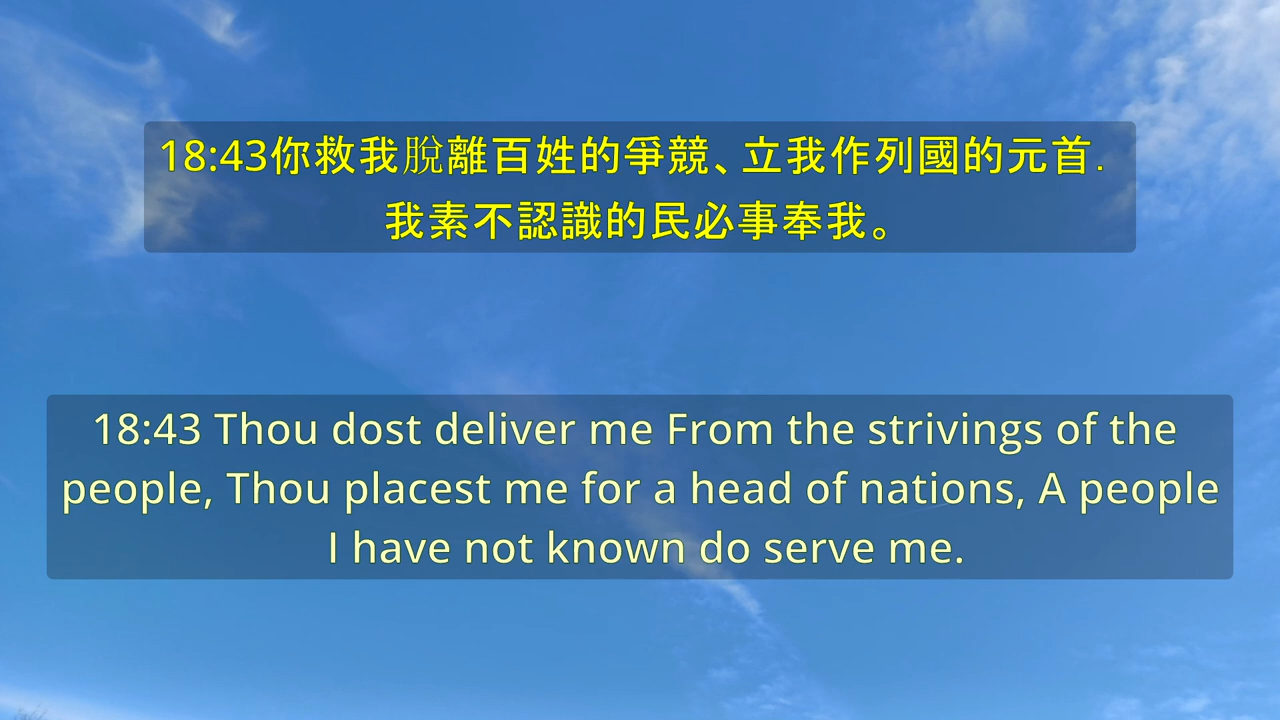 18:43你救我脫離百姓的爭競、立我作列國的元首．
我素不認識的民必事奉我。
18:43 Thou dost deliver me From the strivings of the
people, Thou placest me for a head of nations, A people
I have not known do serve me.